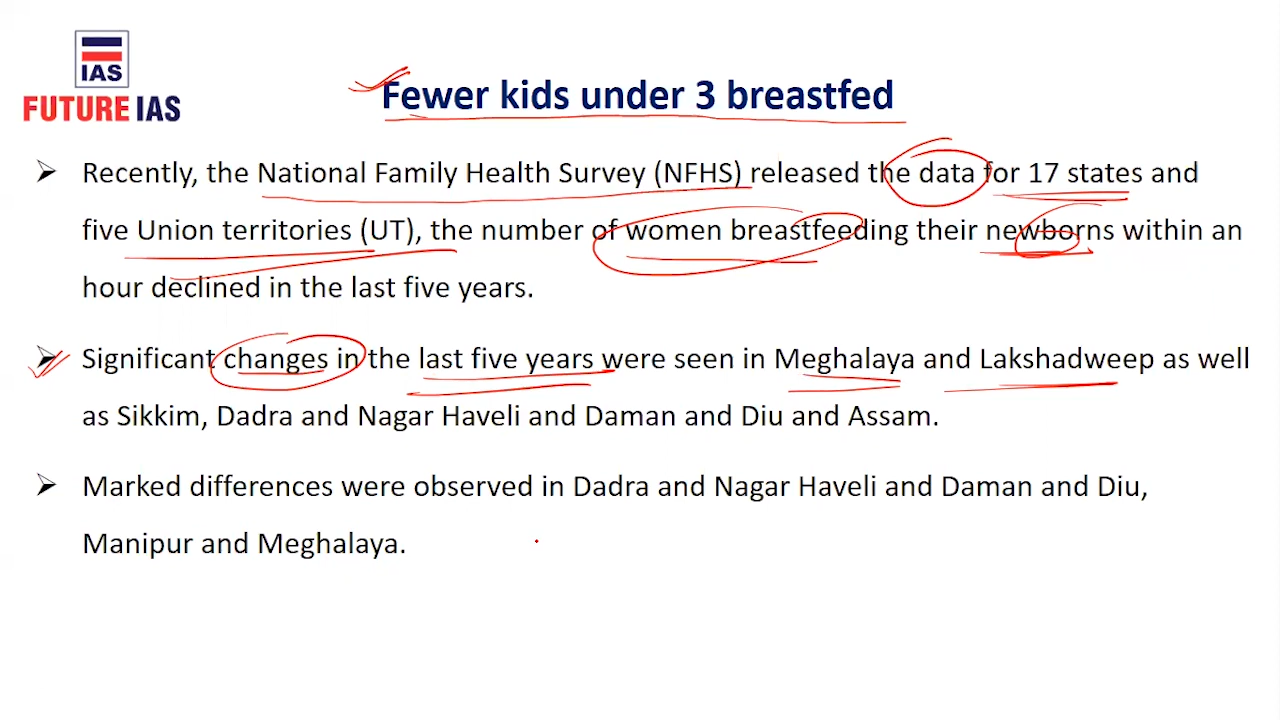 IAS
FUTURE IAS
Fewer kids under 3 breastfed
➢ Recently, the National Family Health Survey (NFHS) released the data for 17 states and
five Union territories (UT), the number of women breastfeeding their newborns within an
hour declined in the last five years.
➢ Significant changes in the last five years were seen in Meghalaya and Lakshadweep as well
as Sikkim, Dadra and Nagar Haveli and Daman and Diu and Assam.
➢ Marked differences were observed in Dadra and Nagar Haveli and Daman and Diu,
Manipur and Meghalaya.